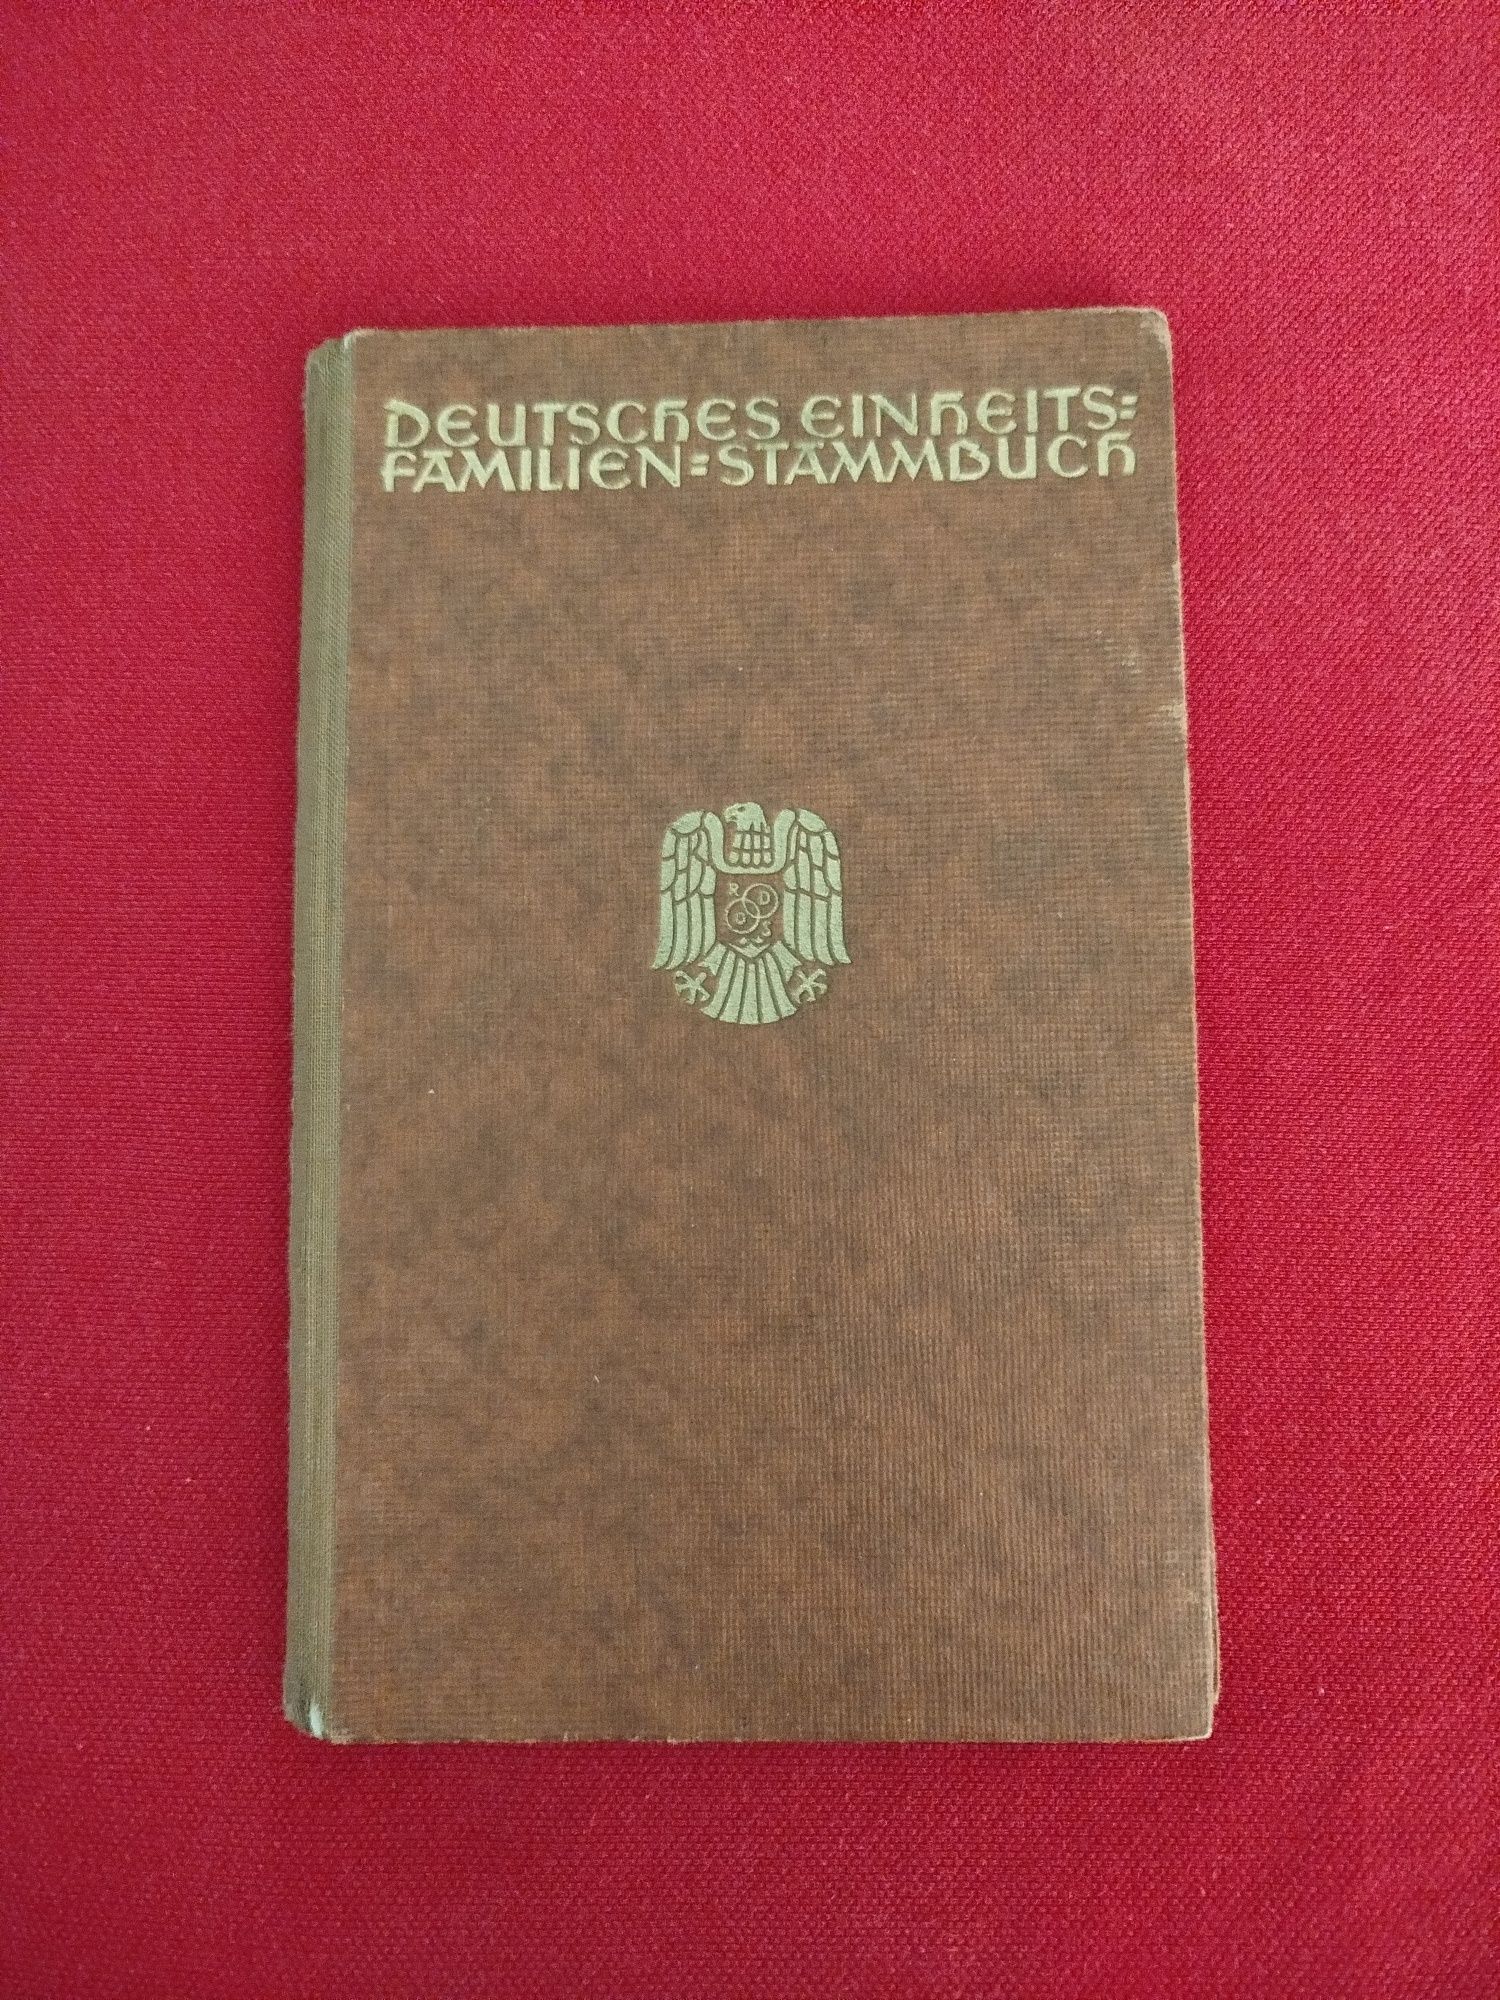 DEUTSCHES EINHEITS=
FAMILIEN=STAMMBUCH
R D
B S